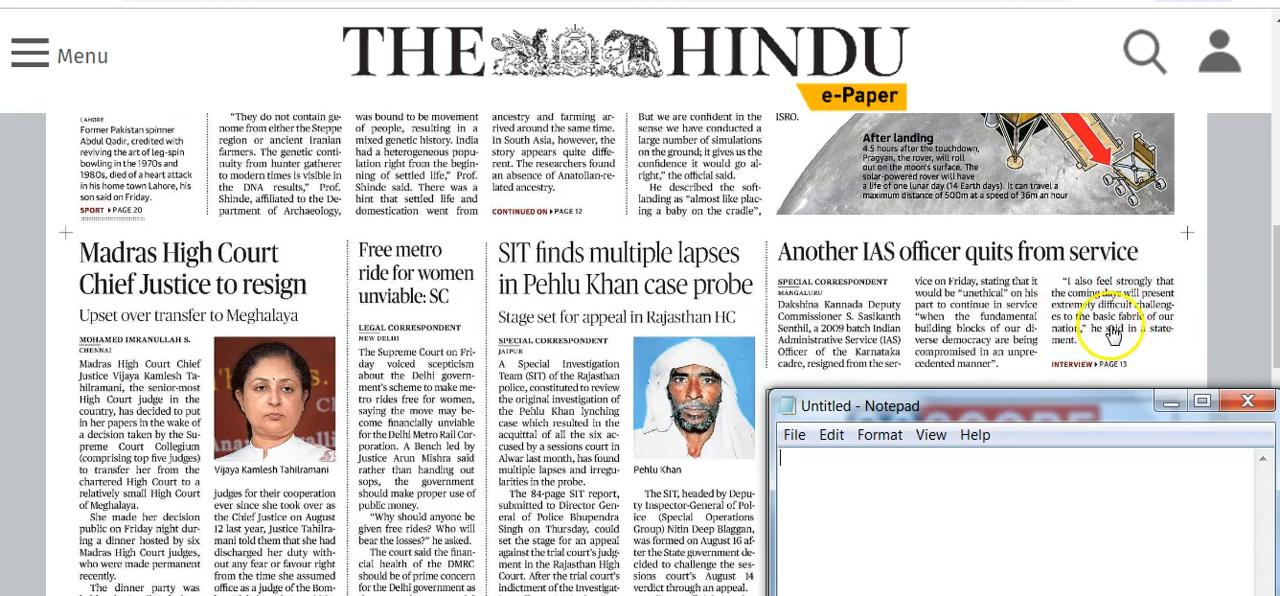 Menu
THE HINDU
e-Paper
LAHORE
Former Pakistan spinner
Abdul Qadir, credited with
reviving the art of leg-spin
bowling in the 1970s and
1980s, died of a heart attack
in his home town Lahore, his
son said on Friday.
SPORT PAGE 20
“They do not contain ge-
nome from either the Steppe
region or ancient Iranian
farmers. The genetic conti-
nuity from hunter gatherer
to modern times is visible in
the DNA results,” Prof.
Shinde, affiliated to the De-
partment of Archaeology,
was bound to be movement
of people, resulting in a
mixed genetic history. India
had a heterogenous popu-
lation right from the begin-
ning of settled life,” Prof.
Shinde said. There was a
hint that settled life and
domestication went from
ancestry and farming ar-
rived around the same time.
In South Asia, however, the
story appears quite diffe-
rent. The researchers found
an absence of Anatolian-re-
lated ancestry.
CONTINUED ON PAGE 12
But we are confident in the
sense we have conducted a
large number of simulations
on the ground; it gives us the
confidence it would go al-
right,” the official said.
He described the soft-
landing as “almost like plac-
ing a baby on the cradle”,
ISRO.
After landing
4.5 hours after the touchdown,
Pragyan, the rover, will roll
out on the moon's surface. The
solar-powered rover will have
a life of one lunar day (14 Earth days). It can travel a
maximum distance of 500m at a speed of 36m an hour
Madras High Court
Chief Justice to resign
Upset over transfer to Meghalaya
MOHAMED IMRANULLAH S.
CHENNAI
Madras High Court Chief
Justice Vijaya Kamlesh Ta-
hilramani, the senior-most
High Court judge in the
country, has decided to put
in her papers in the wake of
a decision taken by the Su-
preme Court Collegium
(comprising top five judges)
to transfer her from the
chartered High Court to a
relatively small High Court
of Meghalaya.
She made her decision
public on Friday night dur-
ing a dinner hosted by six
Madras High Court judges,
who were made permanent
recently.
The dinner party was
Vijaya Kamlesh Tahilramani
judges for their cooperation
ever since she took over as
the Chief Justice on August
12 last year, Justice Tahilra-
mani told them that she had
discharged her duty with-
out any fear or favour right
from the time she assumed
office as a judge of the Bom-
Free metro
ride for women
unviable: SC
LEGAL CORRESPONDENT
NEW DELHI
The Supreme Court on Fri-
day voiced scepticism
about the Delhi govern-
ment's scheme to make me-
tro rides free for women,
saying the move may be-
come financially unviable
for the Delhi Metro Rail Cor-
poration. A Bench led by
Justice Arun Mishra said
rather than handing out
sops, the government
should make proper use of
public money.
“Why should anyone be
given free rides? Who will
bear the losses?” he asked.
The court said the finan-
cial health of the DMRC
should be of prime concern
for the Delhi government as
SIT finds multiple lapses
in Pehlu Khan case probe
Stage set for appeal in Rajasthan HC
SPECIAL CORRESPONDENT
JAIPUR
A Special Investigation
Team (SIT) of the Rajasthan
police, constituted to review
the original investigation of
the Pehlu Khan lynching
case which resulted in the
acquittal of all the six ac-
cused by a sessions court in
Alwar last month, has found
multiple lapses and irregu-
larities in the probe.
The 84-page SIT report,
submitted to Director Gen-
eral of Police Bhupendra
Singh on Thursday, could
set the stage for an appeal
against the trial court's judg-
ment in the Rajasthan High
Court. After the trial court's
indictment of the Investigat-
Pehlu Khan
The SIT, headed by Depu-
ty Inspector-General of Pol-
ice (Special Operations
Group) Nitin Deep Blaggan,
was formed on August 16 af-
ter the State government de-
cided to challenge the ses-
sions court's August 14
verdict through an appeal.
Another IAS officer quits from service
SPECIAL CORRESPONDENT
MANGALURU
Dakshina Kannada Deputy
Commissioner S. Sasikanth
Senthil, a 2009 batch Indian
Administrative Service (IAS)
Officer of the Karnataka
cadre, resigned from the ser-
vice on Friday, stating that it
would be “unethical” on his
part to continue in service
“when the fundamental
building blocks of our di-
verse democracy are being
compromised in an unpre-
cedented manner”.
“I also feel strongly that
the coming days will present
extremely difficult challeng-
es to the basic fabric of our
nation,” he said in a state-
ment.
INTERVIEW PAGE 13
Untitled - Notepad
File Edit Format View Help